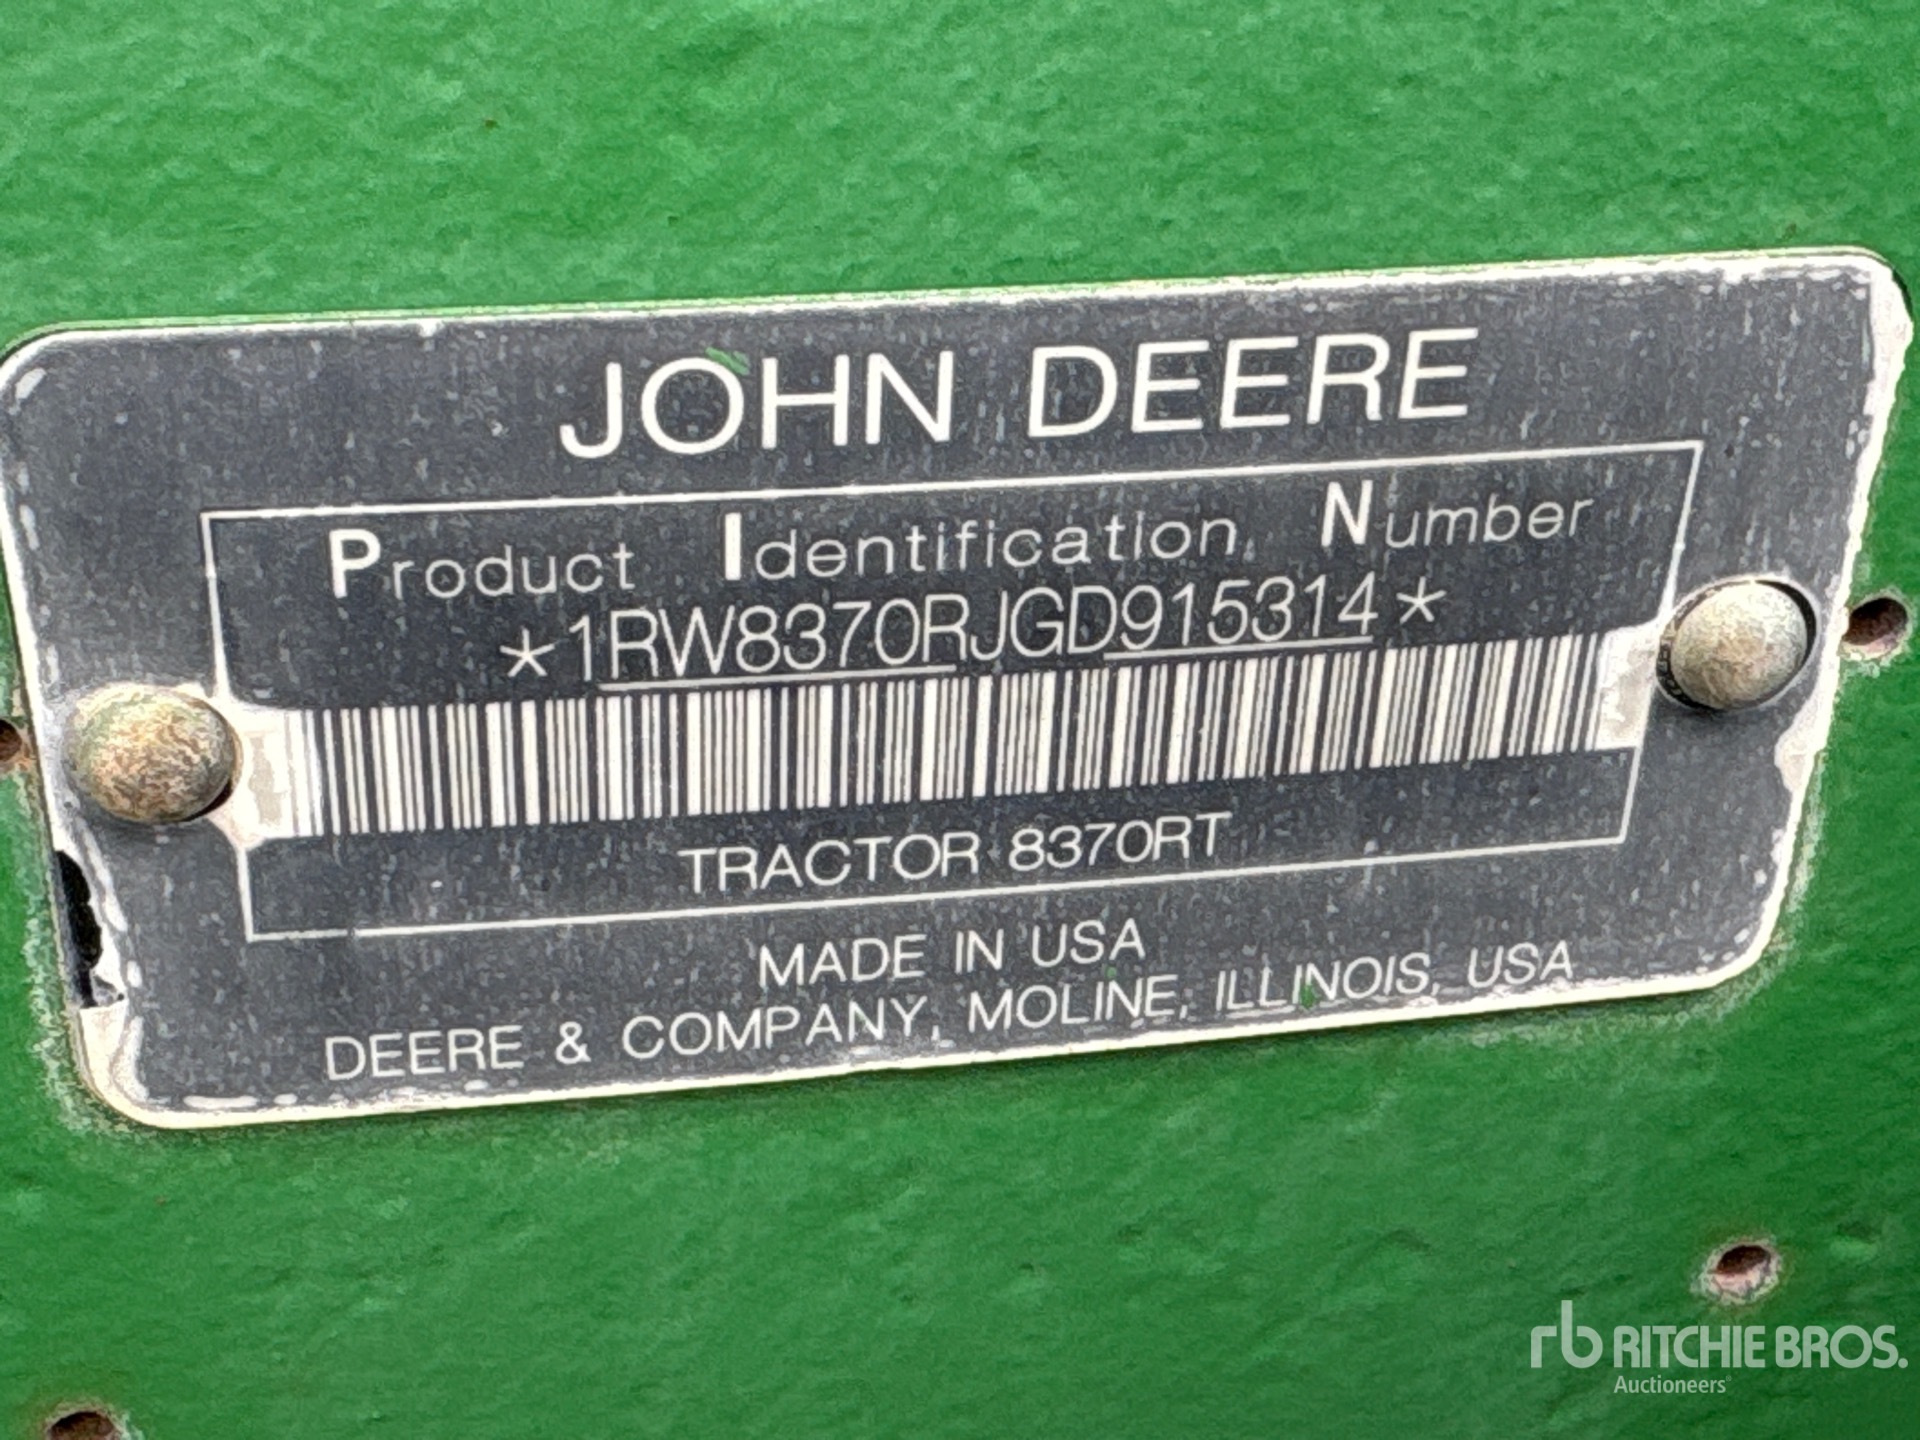 JOHN DEERE
Product Identification Number
*1RW8370RJGD915314*
TRACTOR 8370RT
MADE IN USA
DEERE & COMPANY, MOLINE, ILLINOIS, USA
rb RITCHIE BROS.
Auctioneers